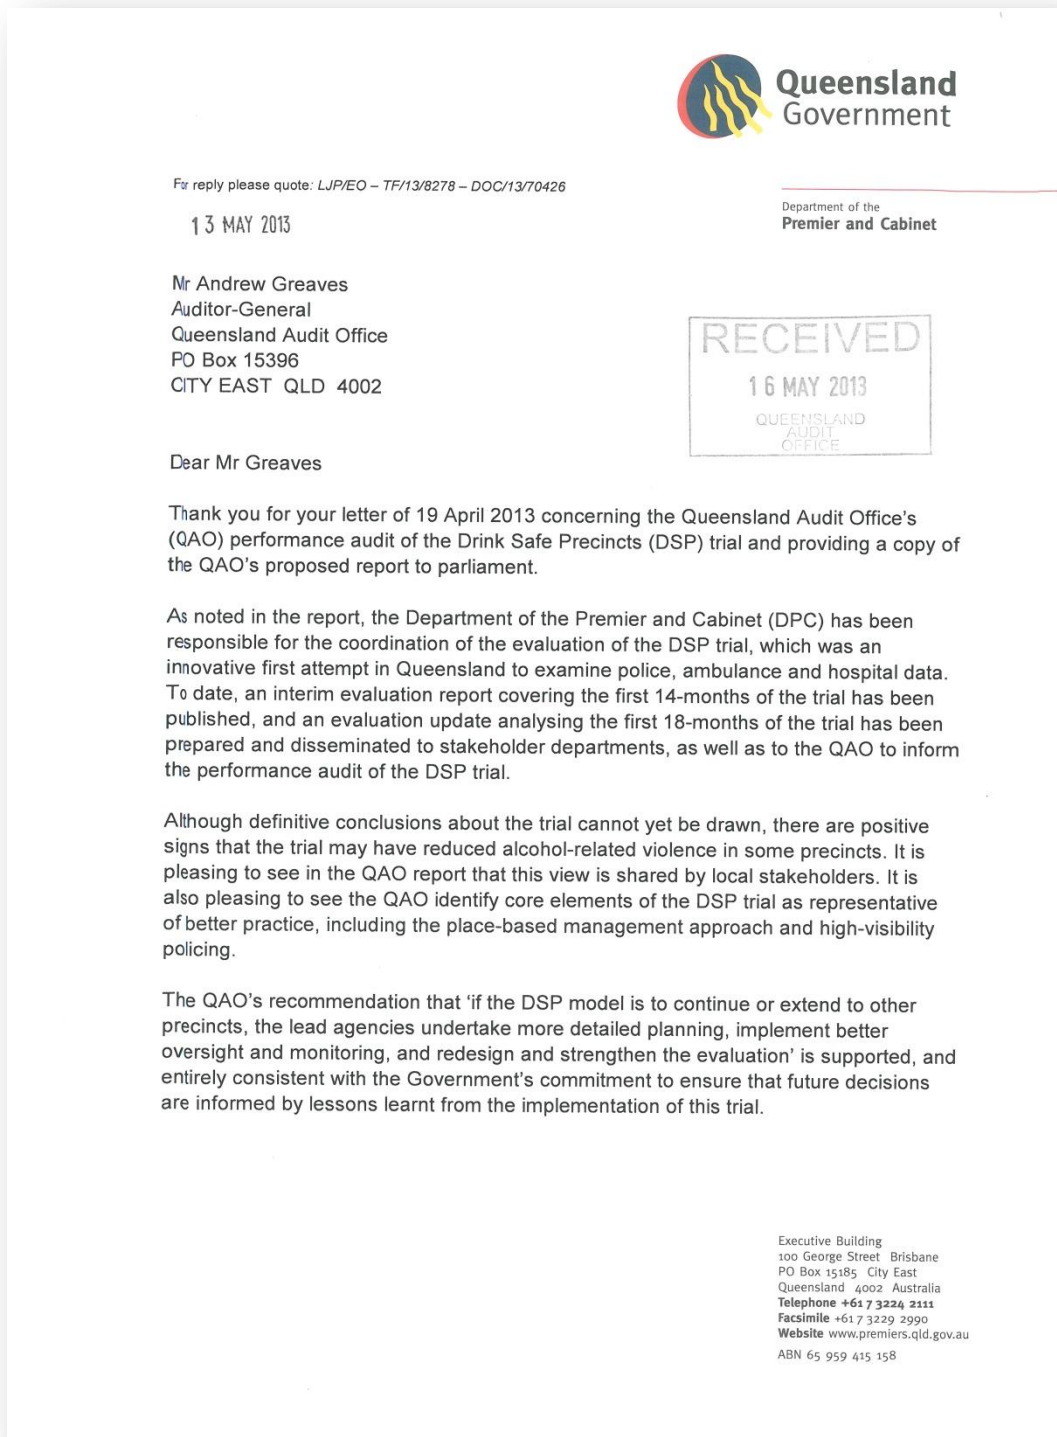 Queensland
Government
For reply please quote: LJP/EO – TF/13/8278 – DOC/13/70426
13 MAY 2013
Department of the
Premier and Cabinet
Mr Andrew Greaves
Auditor-General
Queensland Audit Office
PO Box 15396
CITY EAST QLD 4002
RECEIVED
16 MAY 2013
QUEENSLAND
AUDIT
OFFICE
Dear Mr Greaves
Thank you for your letter of 19 April 2013 concerning the Queensland Audit Office's
(QAO) performance audit of the Drink Safe Precincts (DSP) trial and providing a copy of
the QAO's proposed report to parliament.
As noted in the report, the Department of the Premier and Cabinet (DPC) has been
responsible for the coordination of the evaluation of the DSP trial, which was an
innovative first attempt in Queensland to examine police, ambulance and hospital data.
To date, an interim evaluation report covering the first 14-months of the trial has been
published, and an evaluation update analysing the first 18-months of the trial has been
prepared and disseminated to stakeholder departments, as well as to the QAO to inform
the performance audit of the DSP trial.
Although definitive conclusions about the trial cannot yet be drawn, there are positive
signs that the trial may have reduced alcohol-related violence in some precincts. It is
pleasing to see in the QAO report that this view is shared by local stakeholders. It is
also pleasing to see the QAO identify core elements of the DSP trial as representative
of better practice, including the place-based management approach and high-visibility
policing.
The QAO's recommendation that 'if the DSP model is to continue or extend to other
precincts, the lead agencies undertake more detailed planning, implement better
oversight and monitoring, and redesign and strengthen the evaluation' is supported, and
entirely consistent with the Government's commitment to ensure that future decisions
are informed by lessons learnt from the implementation of this trial.
Executive Building
100 George Street Brisbane
PO Box 15185 City East
Queensland 4002 Australia
Telephone +61 7 3224 2111
Facsimile +61 7 3229 2990
Website www.premiers.qld.gov.au
ABN 65 959 415 158